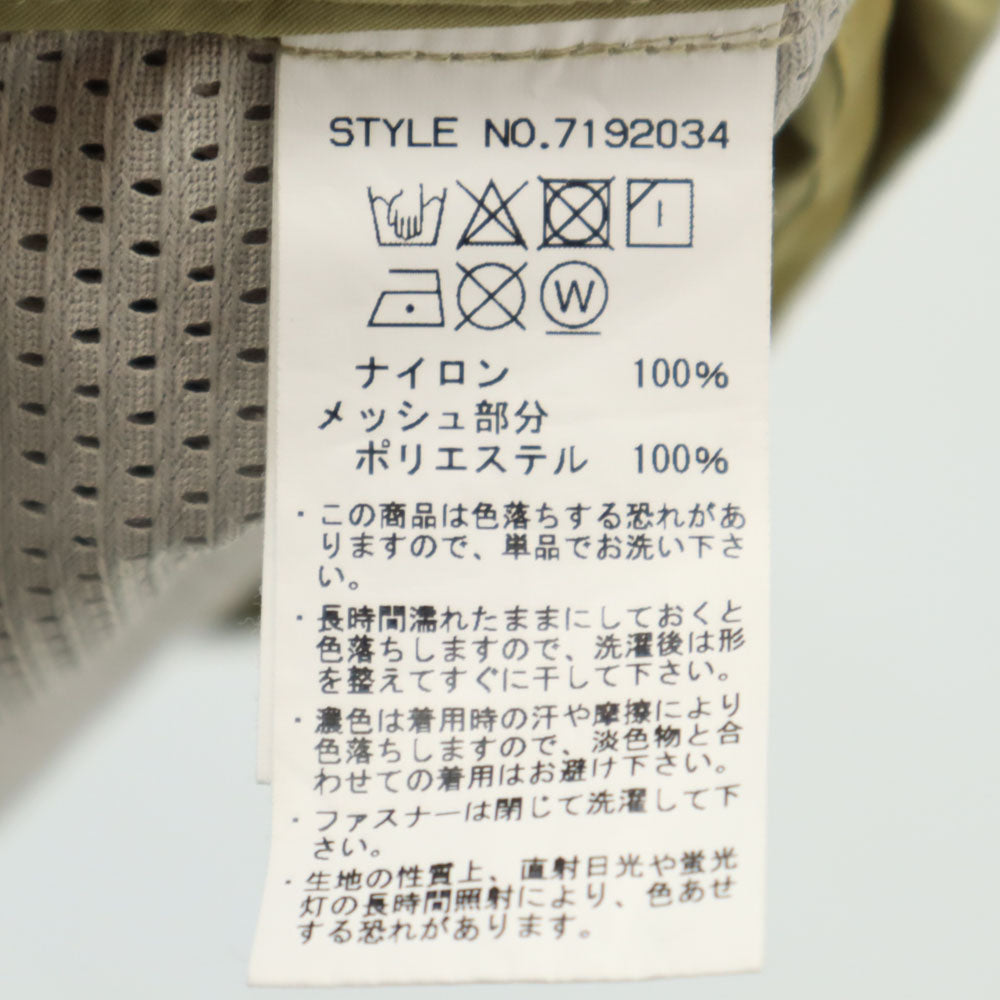 STYLE NO.7192034
W
ナイロン 100%
メッシュ部分
ポリエステル 100%
・この商品は色落ちする恐れがあ
りますので、単品でお洗い下さ
い。
・長時間濡れたままにしておくと
色落ちしますので、洗濯後は形
を整えてすぐに干して下さい。
・濃色は着用時の汗や摩擦により
色落ちしますので、淡色物と合
わせての着用はお避け下さい。
・ファスナーは閉じて洗濯して下
さい。
・生地の性質上、直射日光や蛍光
灯の長時間照射により、色あせ
する恐れがあります。